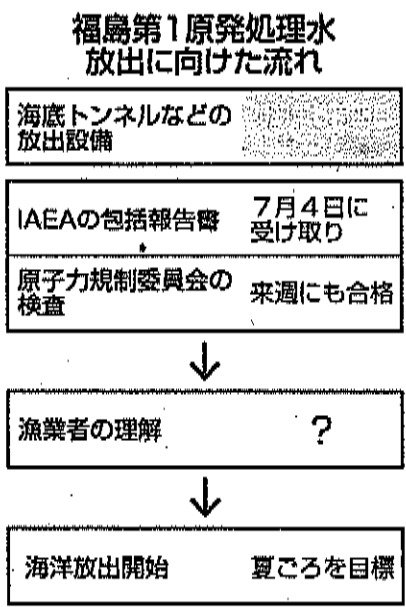 福島第1原発処理水
放出に向けた流れ
海底トンネルなどの
放出設備
IAEAの包括報告書
7月4日に
受け取り
原子力規制委員会の
検査
来週にも合格
漁業者の理解
?
海洋放出開始
夏ごろを目標